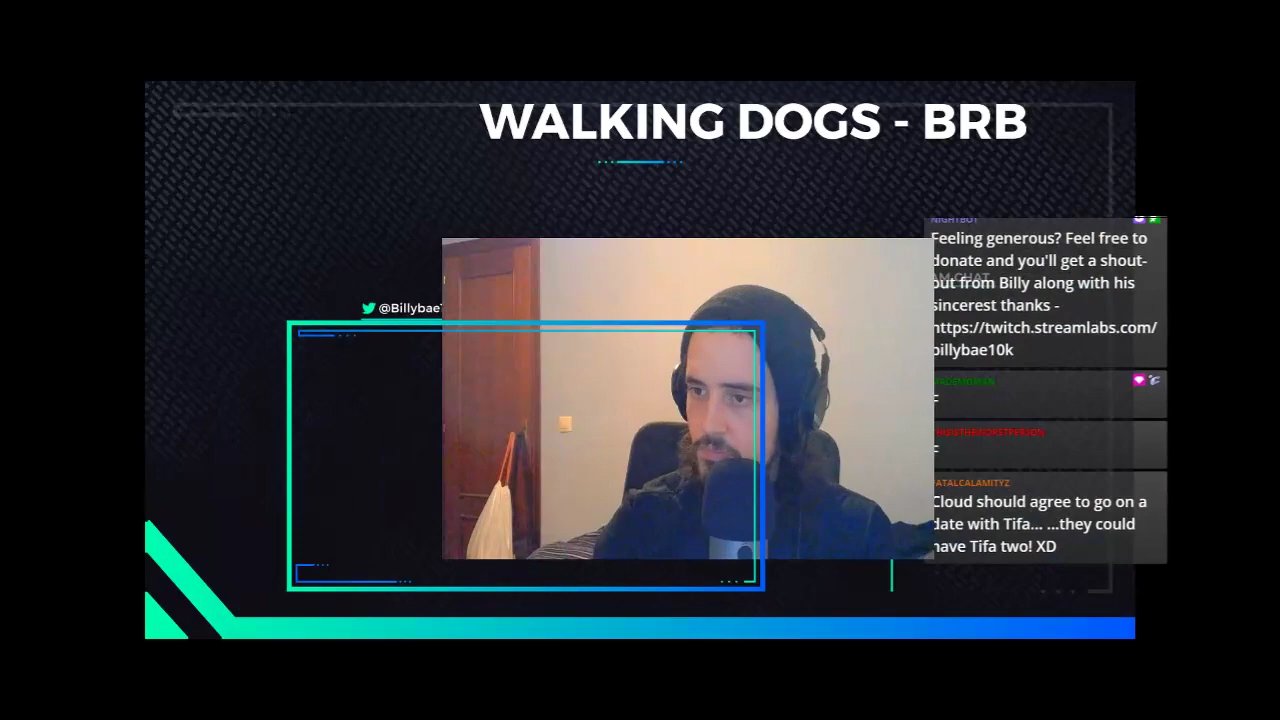 WALKING DOGS - BRB
NIGHTBOT
Feeling generous? Feel free to
donate and you'll get a shout-
out from Billy along with his
sincerest thanks -
https://twitch.streamlabs.com/
billybae10k
@Billybae
F
F
FATALCALAMITYZ
Cloud should agree to go on a
date with Tifa... ...they could
have Tifa two! XD